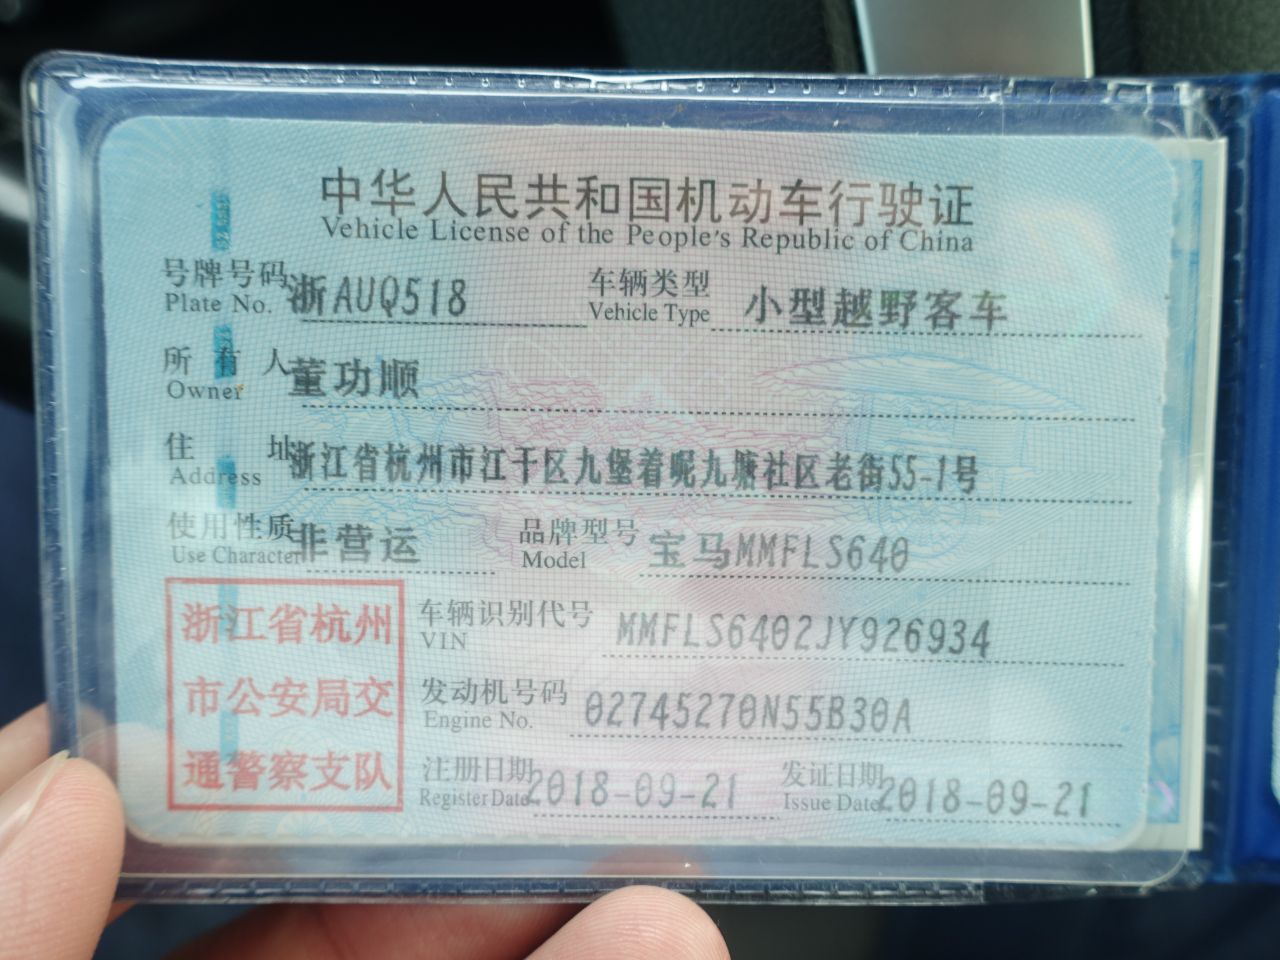 中华人民共和国机动车行驶证
Vehicle License of the People's Republic of China
号牌号码 浙AUQ518 车辆类型 小型越野客车
Plate No. Vehicle Type
所有人 董功顺
Owner
住址 浙江省杭州市江干区九堡着呢九塘社区老街55-1号
Address
使用性质 非营运 品牌型号 宝马MMFLS640
Use Character Model
浙江省杭州
市公安局交
通警察支队
车辆识别代号 MMFLS6402JY926934
VIN
发动机号码 02745270N55B30A
Engine No.
注册日期 2018-09-21 发证日期 2018-09-21
Register Date Issue Date